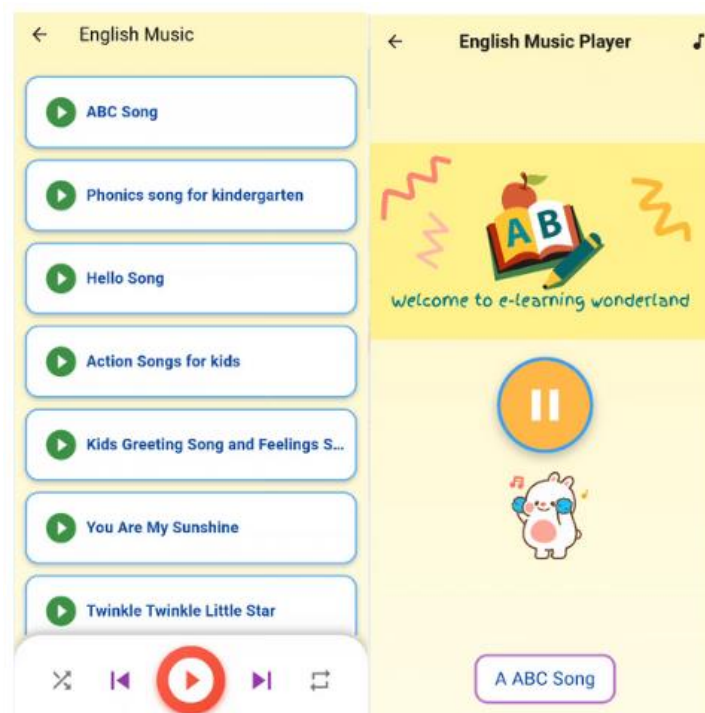 English Music
ABC Song
Phonics song for kindergarten
Hello Song
Action Songs for kids
Kids Greeting Song and Feelings S...
You Are My Sunshine
Twinkle Twinkle Little Star
English Music Player
AB
Welcome to e-learning wonderland
A ABC Song